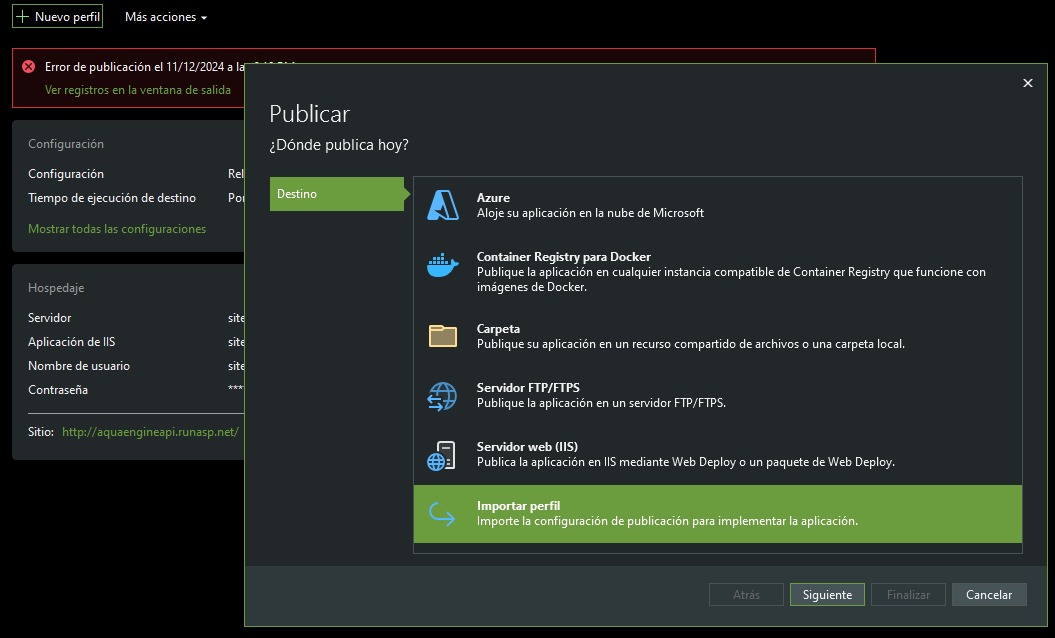 Nuevo perfil
Más acciones
Error de publicación el 11/12/2024 a la
Ver registros en la ventana de salida
Configuración
Configuración Rel
Tiempo de ejecución de destino Por
Mostrar todas las configuraciones
Hospedaje
Servidor site
Aplicación de IIS site
Nombre de usuario site
Contraseña ****
Sitio: http://aquaengineapi.runasp.net/
Publicar
¿Dónde publica hoy?
Destino
Azure
Aloje su aplicación en la nube de Microsoft
Container Registry para Docker
Publique la aplicación en cualquier instancia compatible de Container Registry que funcione con
imágenes de Docker.
Carpeta
Publique su aplicación en un recurso compartido de archivos o una carpeta local.
Servidor FTP/FTPS
Publique la aplicación en un servidor FTP/FTPS.
Servidor web (IIS)
Publica la aplicación en IIS mediante Web Deploy o un paquete de Web Deploy.
Importar perfil
Importe la configuración de publicación para implementar la aplicación.
Atrás
Siguiente
Finalizar
Cancelar